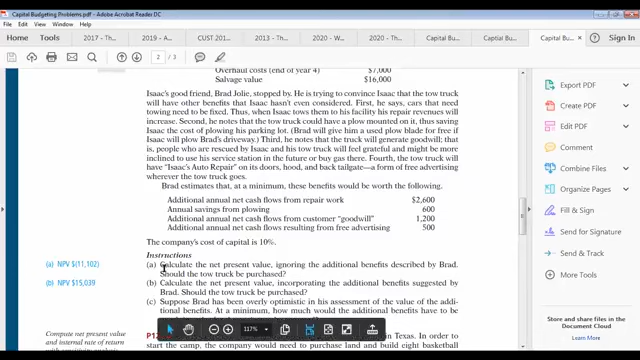 Capital Budgeting Problems.pdf - Adobe Acrobat Reader DC
File Edit View Window Help
Home Tools 2017 - Th... 2019 - A... CUST 201... 2013 - Th... 2020 - W... 2020 - Th... Capital B... Captial B... Capital B... × Sign In
2 / 3
Overhaul costs (end of year 4) $7,000
Salvage value $16,000
Isaac's good friend, Brad Jolie, stopped by. He is trying to convince Isaac that the tow truck
will have other benefits that Isaac hasn't even considered. First, he says, cars that need
towing need to be fixed. Thus, when Isaac tows them to his facility his repair revenues will
increase. Second, he notes that the tow truck could have a plow mounted on it, thus saving
Isaac the cost of plowing his parking lot. (Brad will give him a used plow blade for free if
Isaac will plow Brad's driveway.) Third, he notes that the truck will generate goodwill; that
is, people who are rescued by Isaac and his tow truck will feel grateful and might be more
inclined to use his service station in the future or buy gas there. Fourth, the tow truck will
have "Isaac's Auto Repair" on its doors, hood, and back tailgate—a form of free advertising
wherever the tow truck goes.
Brad estimates that, at a minimum, these benefits would be worth the following.
Additional annual net cash flows from repair work $2,600
Annual savings from plowing 600
Additional annual net cash flows from customer "goodwill" 1,200
Additional annual net cash flows resulting from free advertising 500
The company's cost of capital is 10%.
Instructions
(a) NPV $(11,102)
(a) Calculate the net present value, ignoring the additional benefits described by Brad.
Should the tow truck be purchased?
(b) NPV $15,039
(b) Calculate the net present value, incorporating the additional benefits suggested by
Brad. Should the tow truck be purchased?
(c) Suppose Brad has been overly optimistic in his assessment of the value of the addi-
tional benefits. At a minimum, how much would the additional benefits have to be
117%
Compute net present value
and internal rate of return
P12
in Texas. In order to
start the camp, the company would need to purchase land and build eight basketball
Export PDF
Create PDF
Edit PDF
Comment
Combine Files
Organize Pages
Fill & Sign
Send & Track
More Tools
Store and share files in the
Document Cloud
Learn More